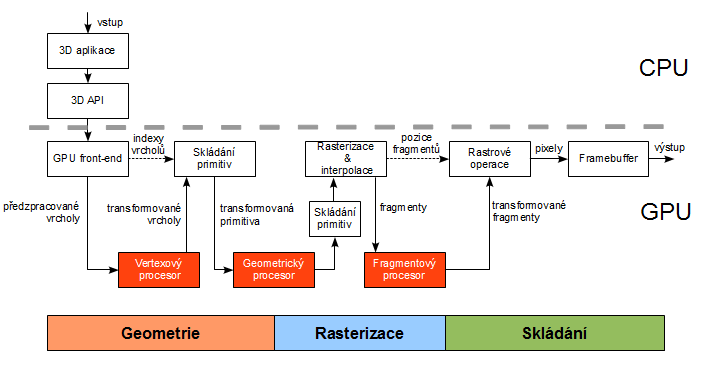 vstup
3D aplikace
CPU
3D API
GPU front-end
indexy
vrcholů
Skládání
primitiv
Rasterizace
&
interpolace
pozice
fragmentů
Rastrové
operace
pixely
Framebuffer
výstup
předzpracované
vrcholy
transformované
vrcholy
transformovaná
primitiva
Skládání
primitiv
fragmenty
transformované
fragmenty
GPU
Vertexový
procesor
Geometrický
procesor
Fragmentový
procesor
Geometrie
Rasterizace
Skládání